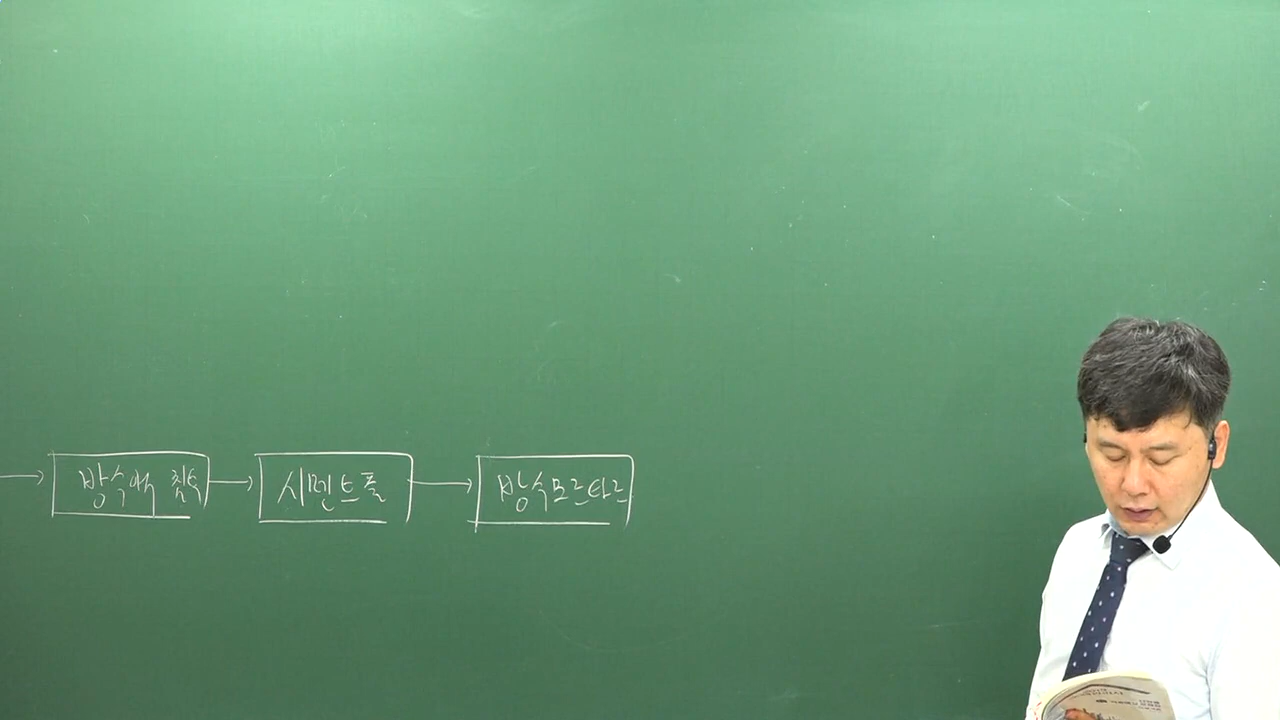 → 방수액 침투 → 시멘트풀 → 방수모르타르